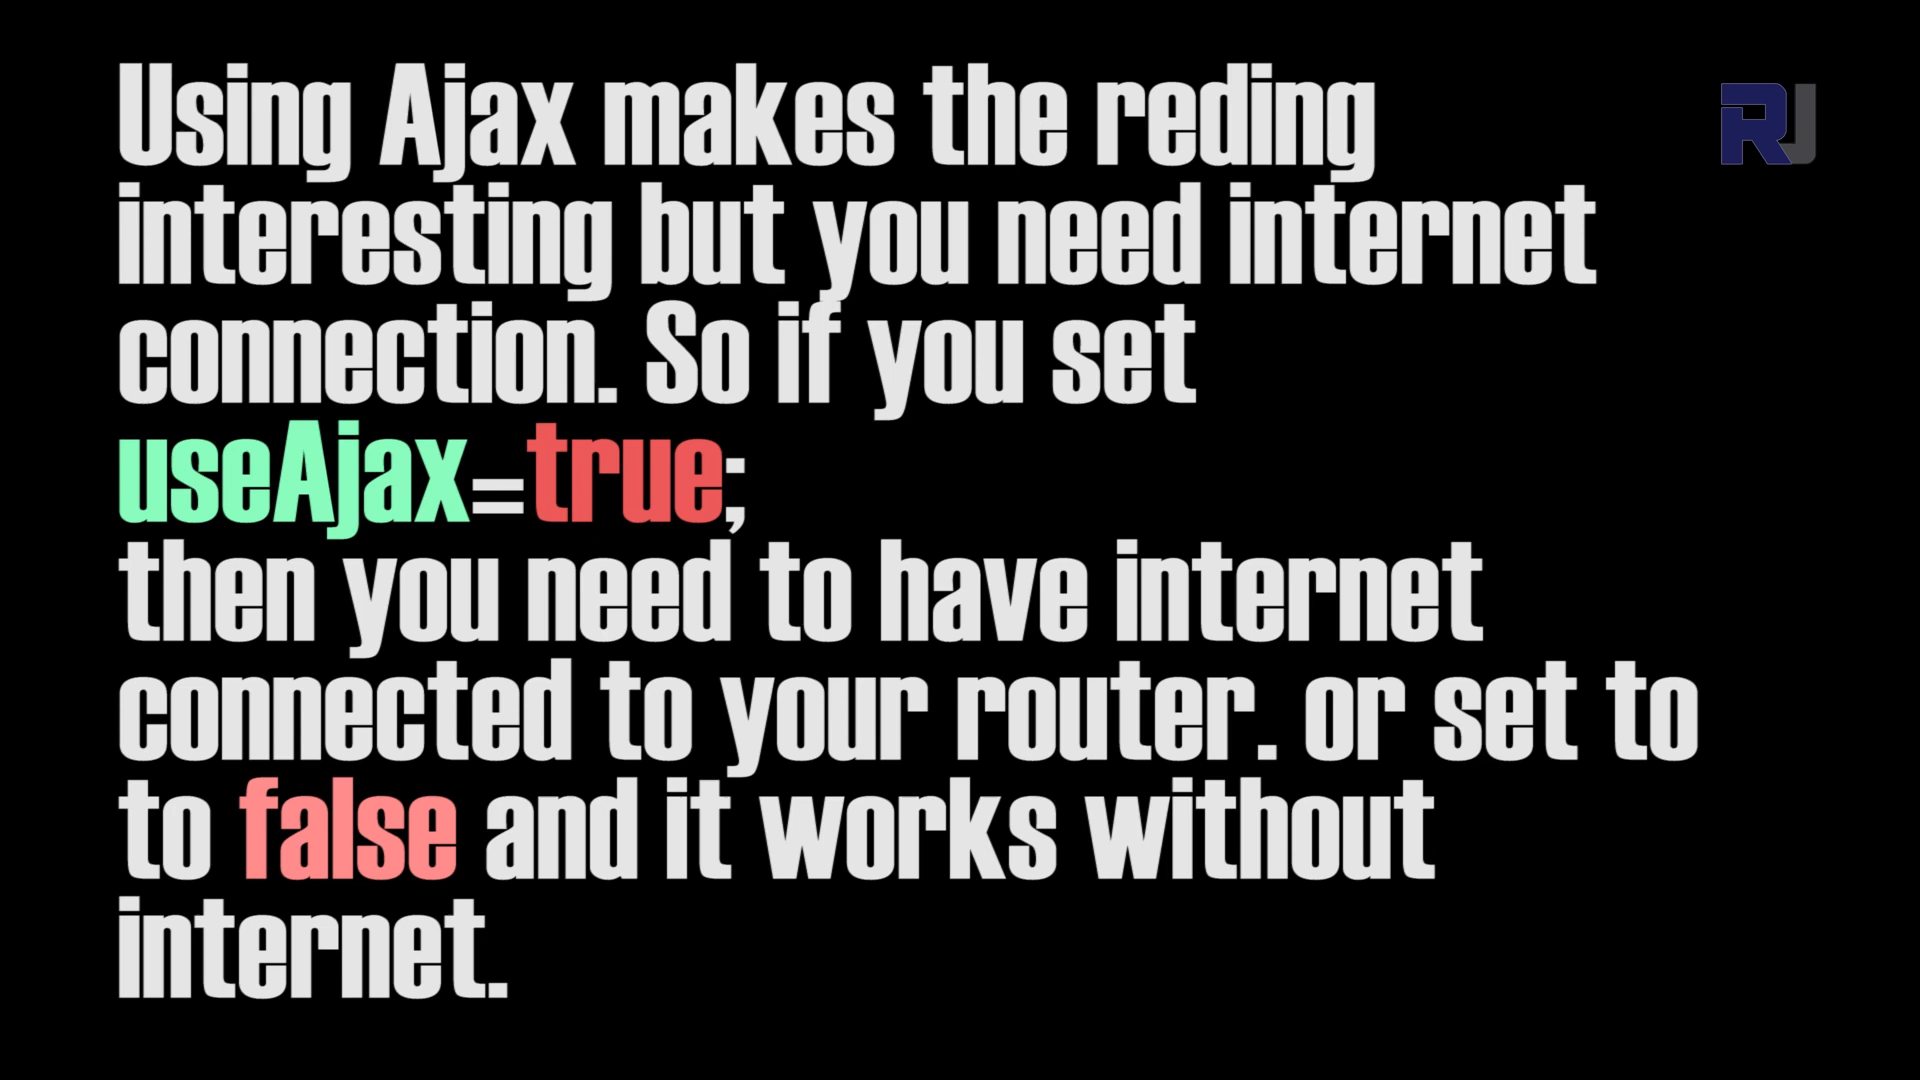 Using Ajax makes the reding
RJ
interesting but you need internet
connection. So if you set
useAjax=true;
then you need to have internet
connected to your router. or set to
to false and it works without
internet.